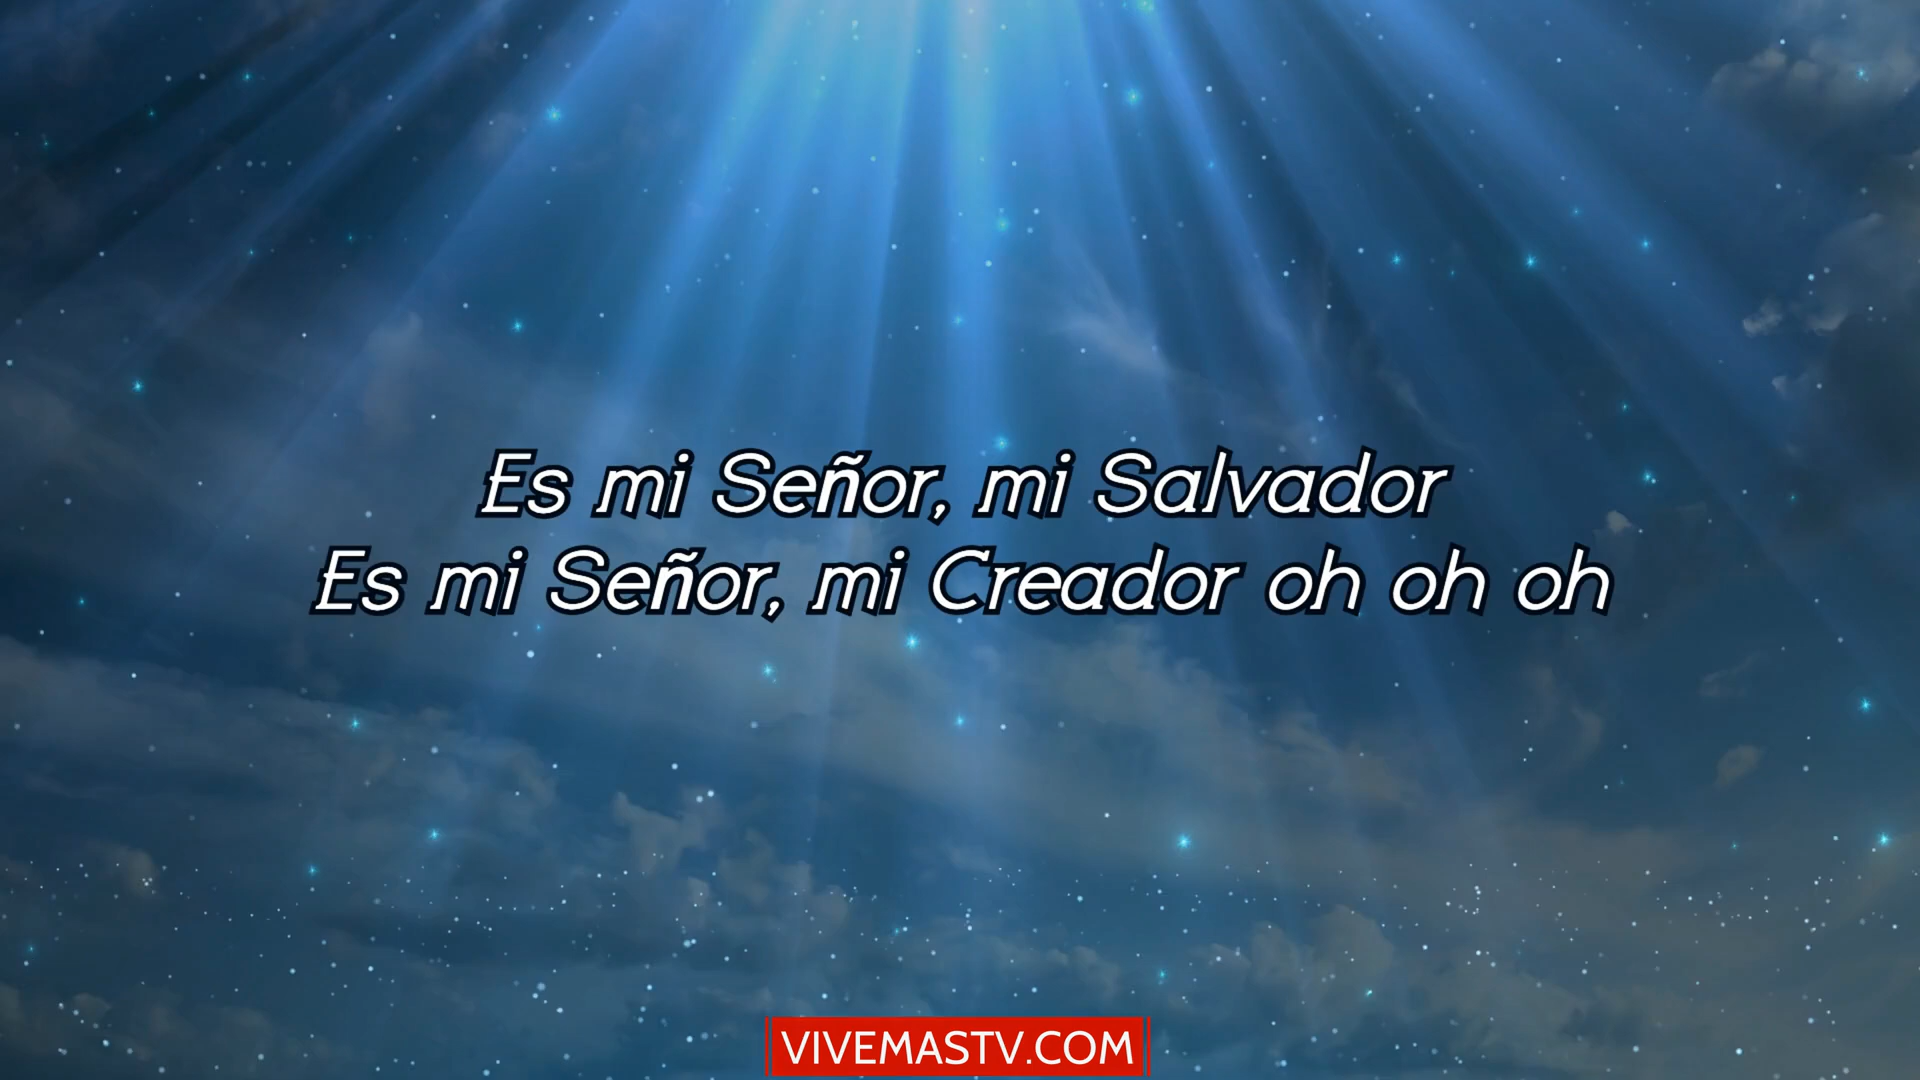 Es mi Señor, mi Salvador
Es mi Señor, mi Creador oh oh oh
VIVEMASTV.COM